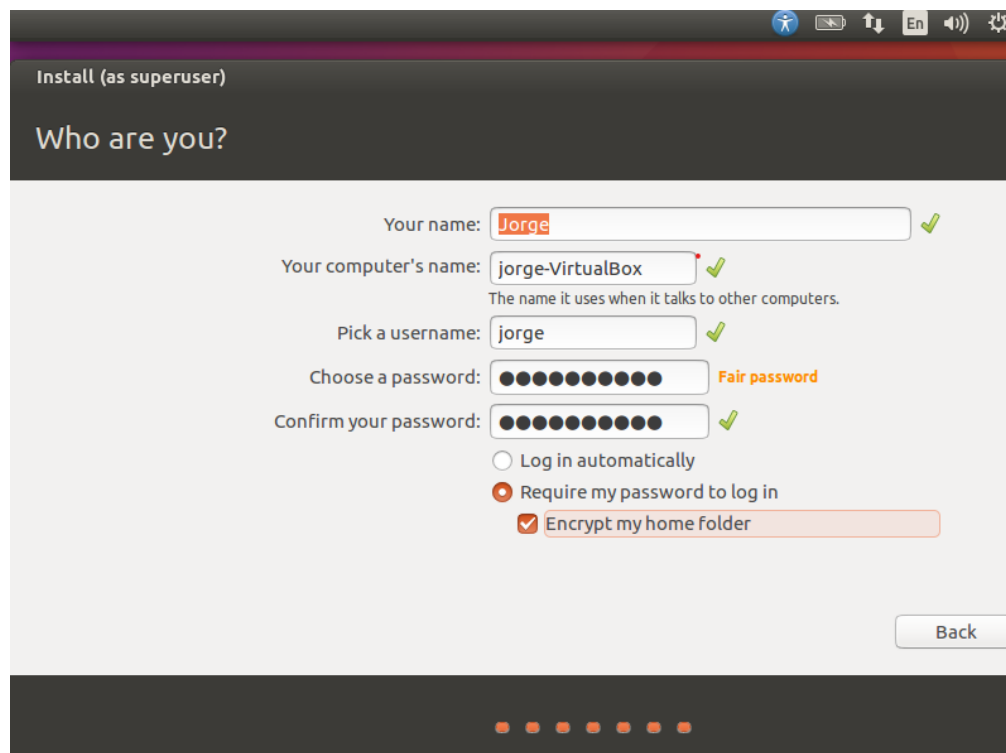 En
Install (as superuser)
Who are you?
Your name: Jorge
Your computer's name: jorge-VirtualBox
The name it uses when it talks to other computers.
Pick a username: jorge
Choose a password: ●●●●●●●●●● Fair password
Confirm your password: ●●●●●●●●●●
Log in automatically
Require my password to log in
Encrypt my home folder
Back